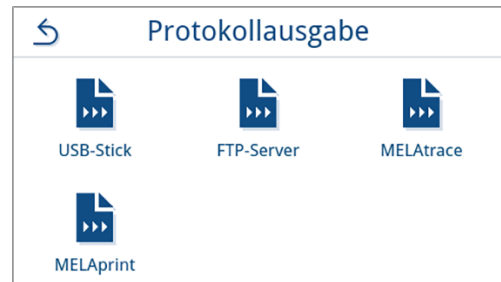 Protokollausgabe
USB-Stick
FTP-Server
MELAtrace
MELAprint